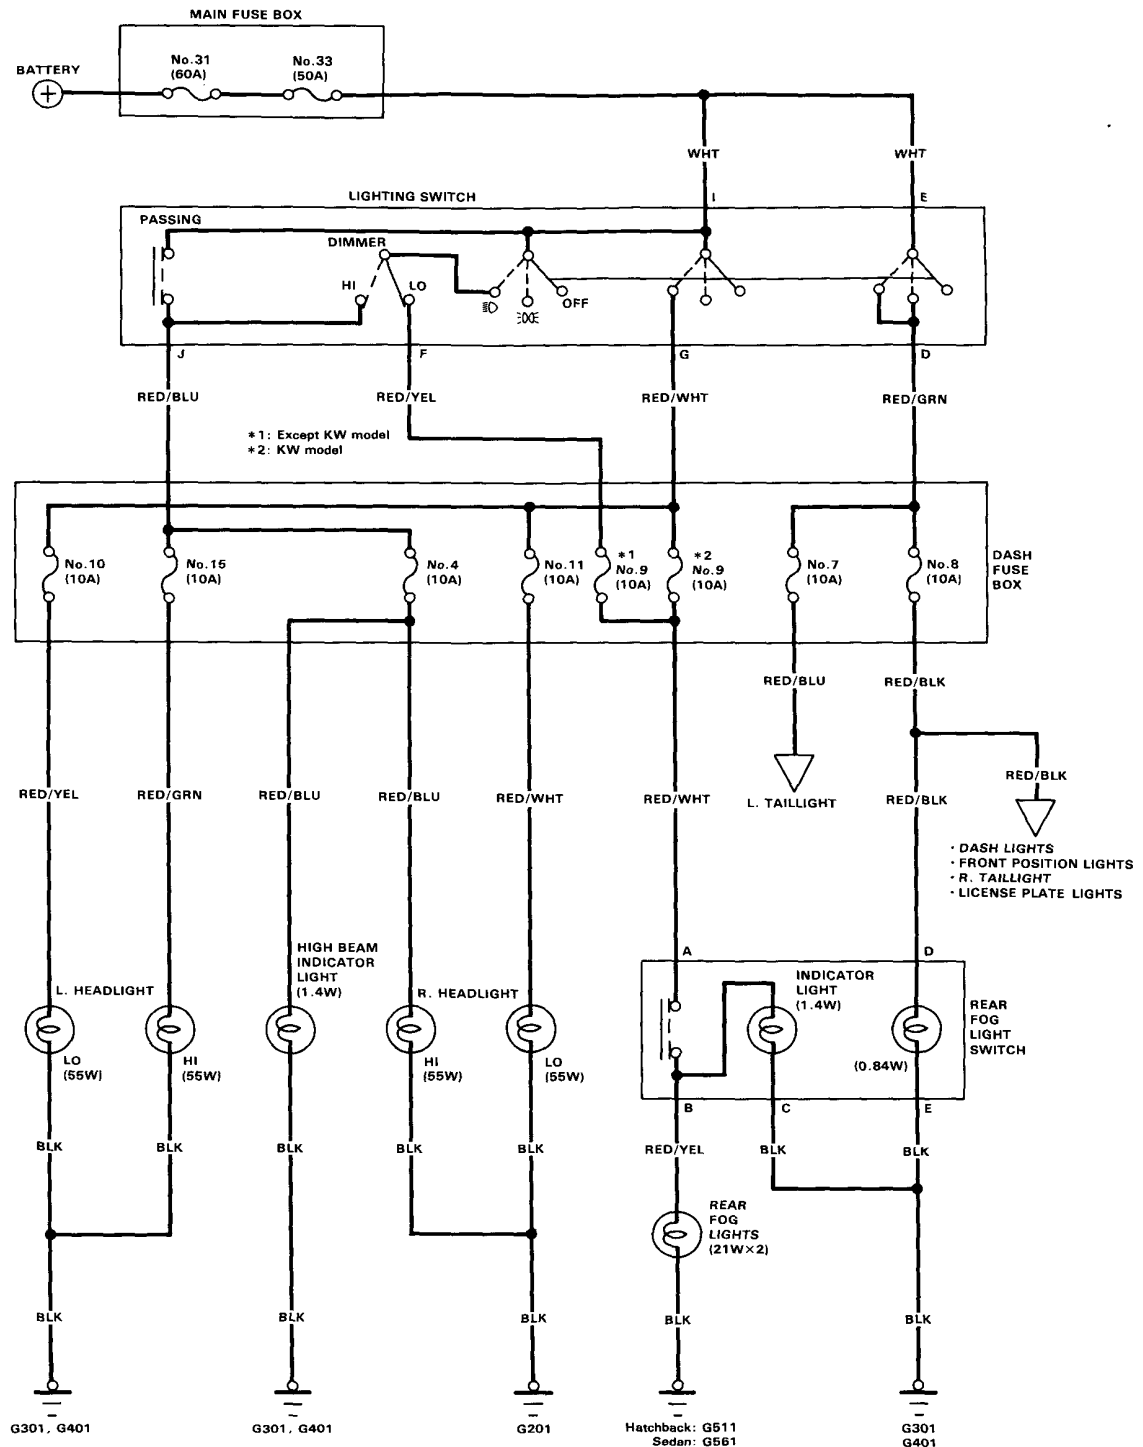 MAIN FUSE BOX
BATTERY
No.31
(60A)
No.33
(50A)
WHT
WHT
LIGHTING SWITCH
I
E
PASSING
DIMMER
HI
LO
OFF
J
F
G
D
RED/BLU
RED/YEL
RED/WHT
RED/GRN
*1: Except KW model
*2: KW model
No.10
(10A)
No.15
(10A)
No.4
(10A)
No.11
(10A)
*1
No.9
(10A)
*2
No.9
(10A)
No.7
(10A)
No.8
(10A)
DASH
FUSE
BOX
RED/BLU
RED/BLK
RED/BLK
RED/YEL
RED/GRN
RED/BLU
RED/BLU
RED/WHT
RED/WHT
L. TAILLIGHT
RED/BLK
• DASH LIGHTS
• FRONT POSITION LIGHTS
• R. TAILLIGHT
• LICENSE PLATE LIGHTS
HIGH BEAM
INDICATOR
LIGHT
(1.4W)
A
D
L. HEADLIGHT
R. HEADLIGHT
INDICATOR
LIGHT
(1.4W)
REAR
FOG
LIGHT
SWITCH
LO
(55W)
HI
(55W)
HI
(55W)
LO
(55W)
(0.84W)
B
C
E
BLK
BLK
BLK
BLK
BLK
RED/YEL
BLK
BLK
REAR
FOG
LIGHTS
(21W×2)
BLK
BLK
BLK
BLK
BLK
G301, G401
G301, G401
G201
Hatchback: G511
Sedan: G561
G301
G401